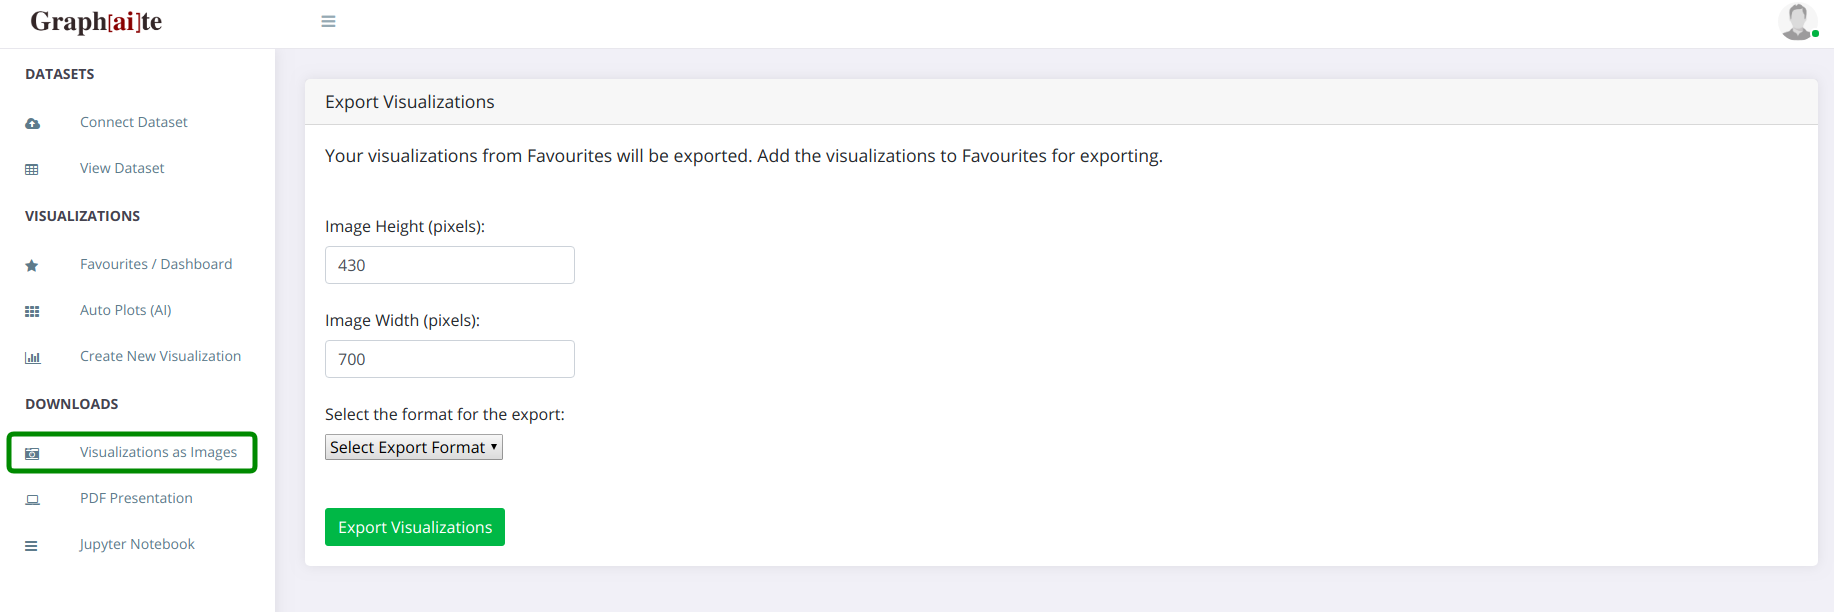 Graph[ai]te
DATASETS
Connect Dataset
View Dataset
VISUALIZATIONS
Favourites / Dashboard
Auto Plots (AI)
Create New Visualization
DOWNLOADS
Visualizations as Images
PDF Presentation
Jupyter Notebook
Export Visualizations
Your visualizations from Favourites will be exported. Add the visualizations to Favourites for exporting.
Image Height (pixels):
430
Image Width (pixels):
700
Select the format for the export:
Select Export Format
Export Visualizations